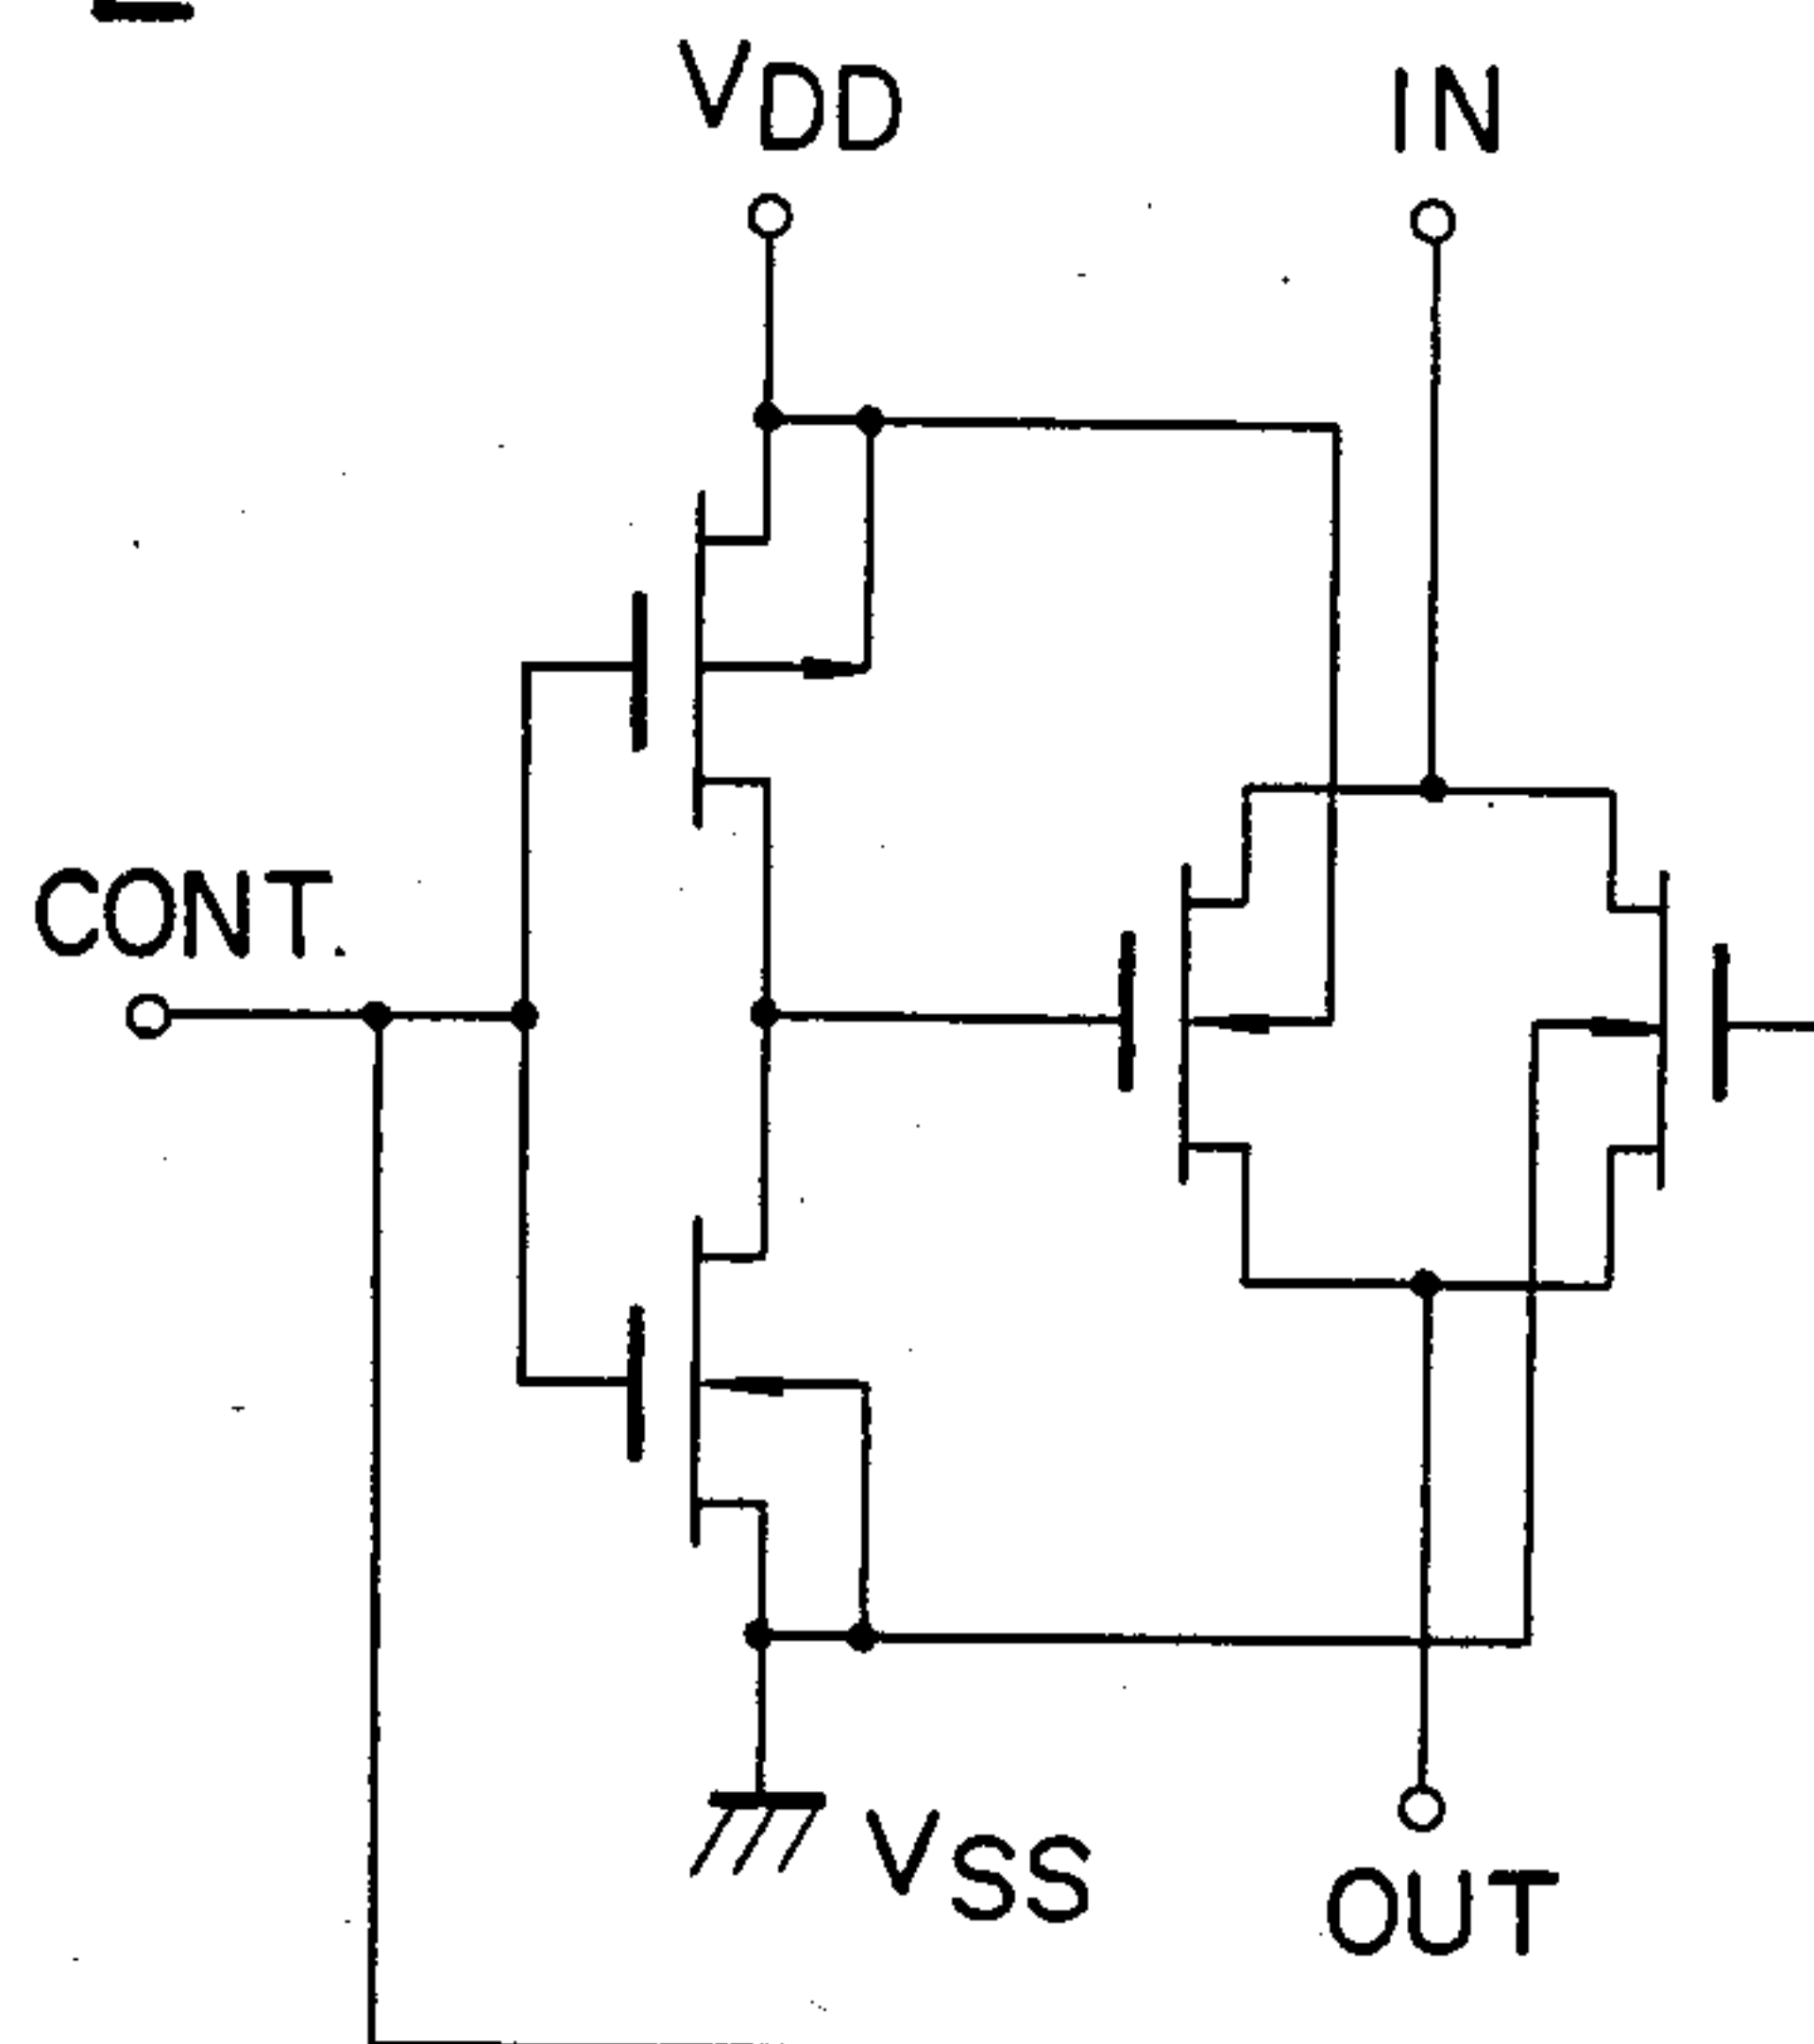 VDD
IN
CONT.
VSS
OUT